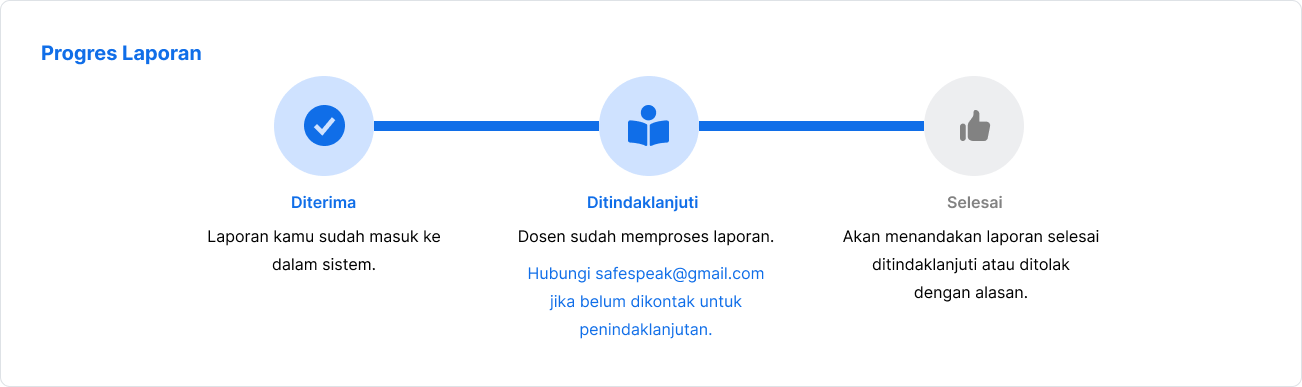 Progres Laporan
Diterima
Laporan kamu sudah masuk ke
dalam sistem.
Ditindaklanjuti
Dosen sudah memproses laporan.
Hubungi safespeak@gmail.com
jika belum dikontak untuk
penindaklanjutan.
Selesai
Akan menandakan laporan selesai
ditindaklanjuti atau ditolak
dengan alasan.